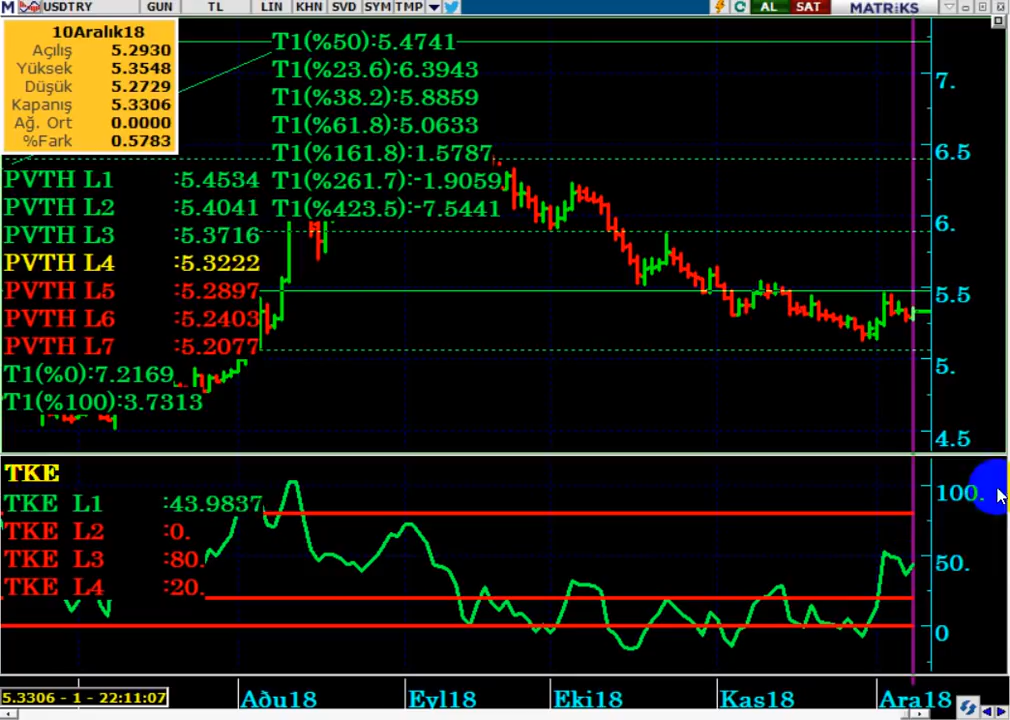 M USDTRY GUN TL LIN KHN SVD SYM TMP AL SAT MATRiKS
10Aralık18
Açılış 5.2930
Yüksek 5.3548
Düşük 5.2729
Kapanış 5.3306
Ağ. Ort 0.0000
%Fark 0.5783
T1(%50):5.4741
T1(%23.6):6.3943
T1(%38.2):5.8859
T1(%61.8):5.0633
T1(%161.8):1.5787
T1(%261.7):-1.9059
T1(%423.5):-7.5441
PVTH L1 :5.4534
PVTH L2 :5.4041
PVTH L3 :5.3716
PVTH L4 :5.3222
PVTH L5 :5.2897
PVTH L6 :5.2403
PVTH L7 :5.2077
T1(%0):7.2169
T1(%100):3.7313
7.
6.5
6.
5.5
5.
4.5
TKE
TKE L1 :43.9837
TKE L2 :0.
TKE L3 :80.
TKE L4 :20.
100.
50.
0
5.3306 - 1 - 22:11:07
Aðu18 Eyl18 Eki18 Kas18 Ara18